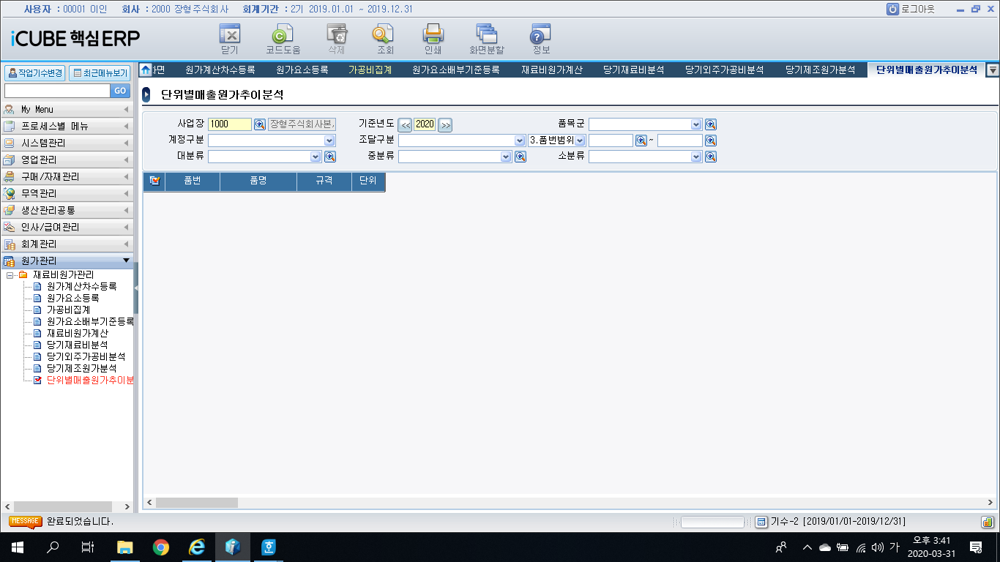 사용자 : 00001 이인 회사 : 2000 장형주식회사 회계기간 : 2기 2019.01.01 ~ 2019.12.31 로그아웃
iCUBE 핵심ERP
닫기 코드도움 삭제 조회 인쇄 화면분할 정보
작업기수변경 최근메뉴보기
GO
화면 원가계산차수등록 원가요소등록 가공비집계 원가요소배부기준등록 재료비원가계산 당기재료비분석 당기외주가공비분석 당기제조원가분석 단위별매출원가추이분석
단위별매출원가추이분석
사업장 1000 장형주식회사본. 기준년도 << 2020 >> 품목군
계정구분 조달구분 3.품번범위 ~
대분류 중분류 소분류
품번 품명 규격 단위
My Menu
프로세스별 메뉴
시스템관리
영업관리
구매/자재관리
무역관리
생산관리공통
인사/급여관리
회계관리
원가관리
재료비원가관리
원가계산차수등록
원가요소등록
가공비집계
원가요소배부기준등록
재료비원가계산
당기재료비분석
당기외주가공비분석
당기제조원가분석
단위별매출원가추이분
MESSAGE 완료되었습니다. 기수-2 [2019/01/01-2019/12/31]
가 오후 3:41
2020-03-31